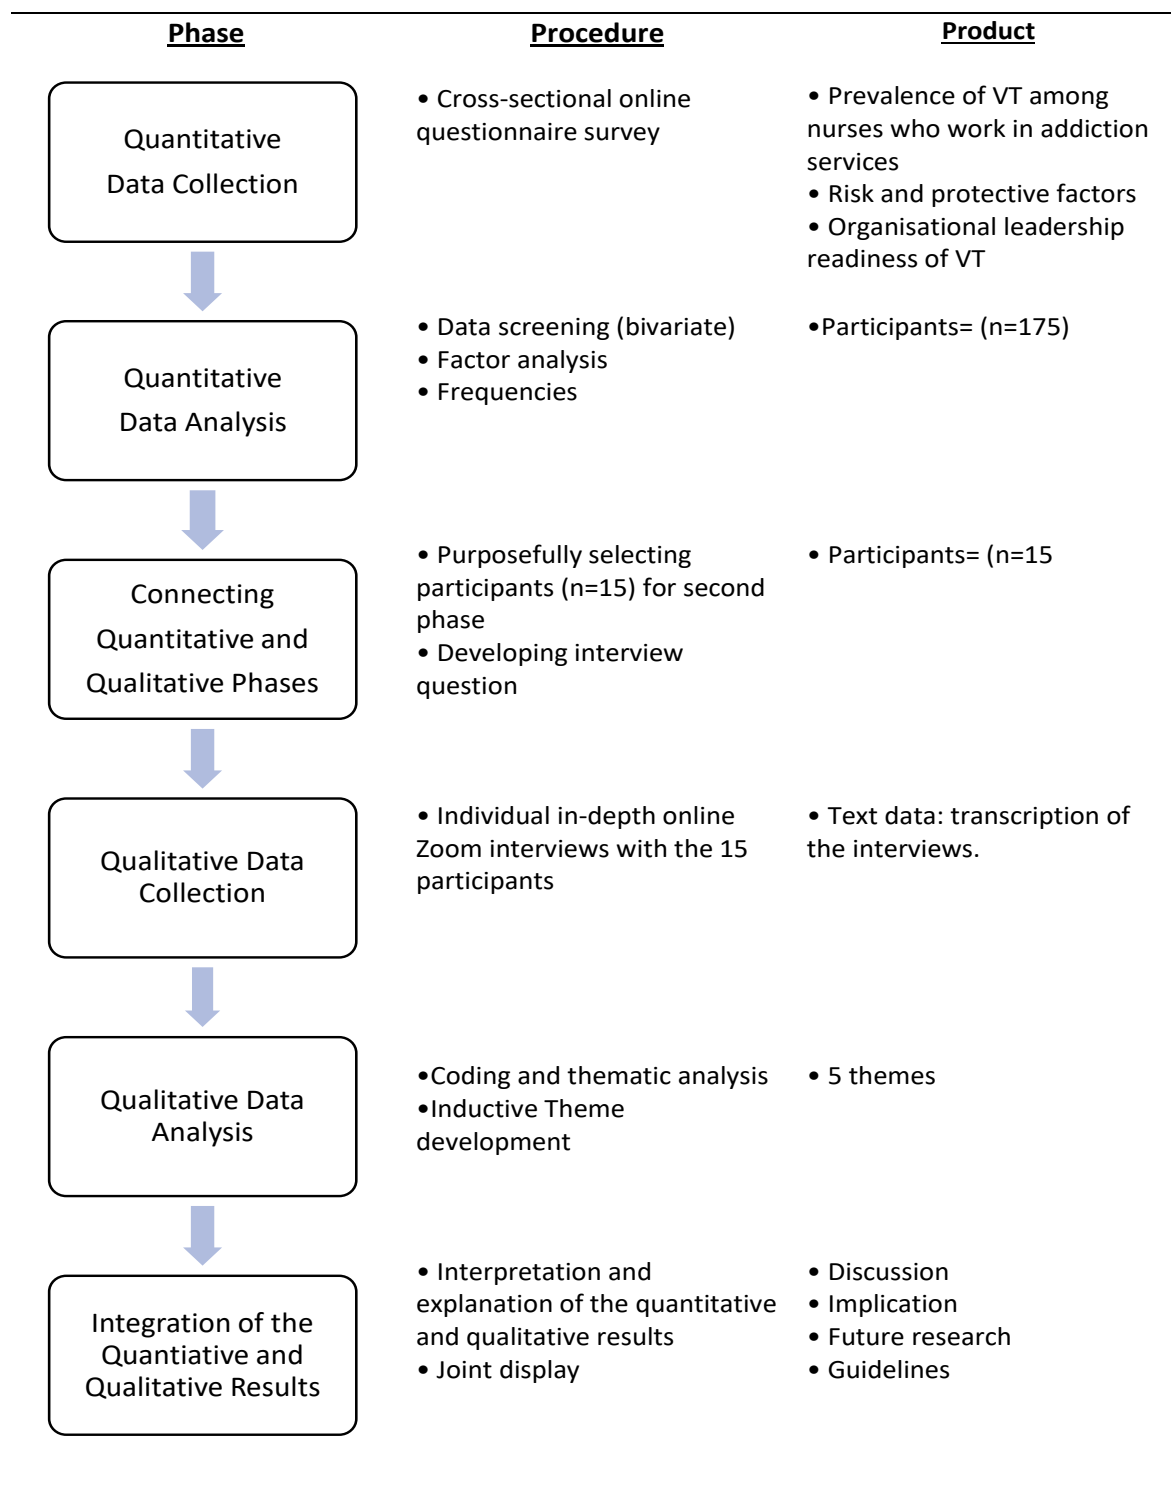 Phase
Procedure
Product
Quantitative
Data Collection
• Cross-sectional online
questionnaire survey
• Prevalence of VT among
nurses who work in addiction
services
• Risk and protective factors
• Organisational leadership
readiness of VT
Quantitative
Data Analysis
• Data screening (bivariate)
• Factor analysis
• Frequencies
•Participants= (n=175)
Connecting
Quantitative and
Qualitative Phases
• Purposefully selecting
participants (n=15) for second
phase
• Developing interview
question
• Participants= (n=15
Qualitative Data
Collection
• Individual in-depth online
Zoom interviews with the 15
participants
• Text data: transcription of
the interviews.
Qualitative Data
Analysis
•Coding and thematic analysis
•Inductive Theme
development
• 5 themes
Integration of the
Quantiative and
Qualitative Results
• Interpretation and
explanation of the quantitative
and qualitative results
• Joint display
• Discussion
• Implication
• Future research
• Guidelines